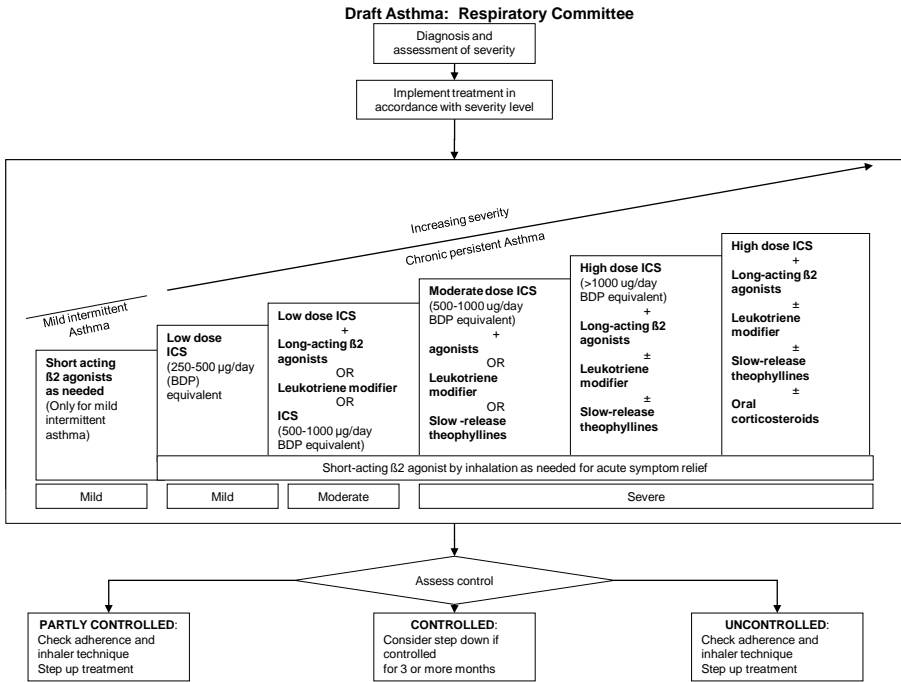 Draft Asthma: Respiratory Committee
Diagnosis and
assessment of severity
Implement treatment in
accordance with severity level
Increasing severity
Chronic persistent Asthma
Mild intermittent
Asthma
Short acting
ß2 agonists
as needed
(Only for mild
intermittent
asthma)
Low dose
ICS
(250-500 µg/day
(BDP)
equivalent
Low dose ICS
+
Long-acting ß2
agonists
OR
Leukotriene modifier
OR
ICS
(500-1000 µg/day
BDP equivalent)
Moderate dose ICS
(500-1000 ug/day
BDP equivalent)
+
agonists
OR
Leukotriene
modifier
OR
Slow -release
theophyllines
High dose ICS
(>1000 ug/day
BDP equivalent)
+
Long-acting ß2
agonists
±
Leukotriene
modifier
±
Slow-release
theophyllines
High dose ICS
+
Long-acting ß2
agonists
±
Leukotriene
modifier
±
Slow-release
theophyllines
±
Oral
corticosteroids
Short-acting ß2 agonist by inhalation as needed for acute symptom relief
Mild
Mild
Moderate
Severe
Assess control
PARTLY CONTROLLED:
Check adherence and
inhaler technique
Step up treatment
CONTROLLED:
Consider step down if
controlled
for 3 or more months
UNCONTROLLED:
Check adherence and
inhaler technique
Step up treatment